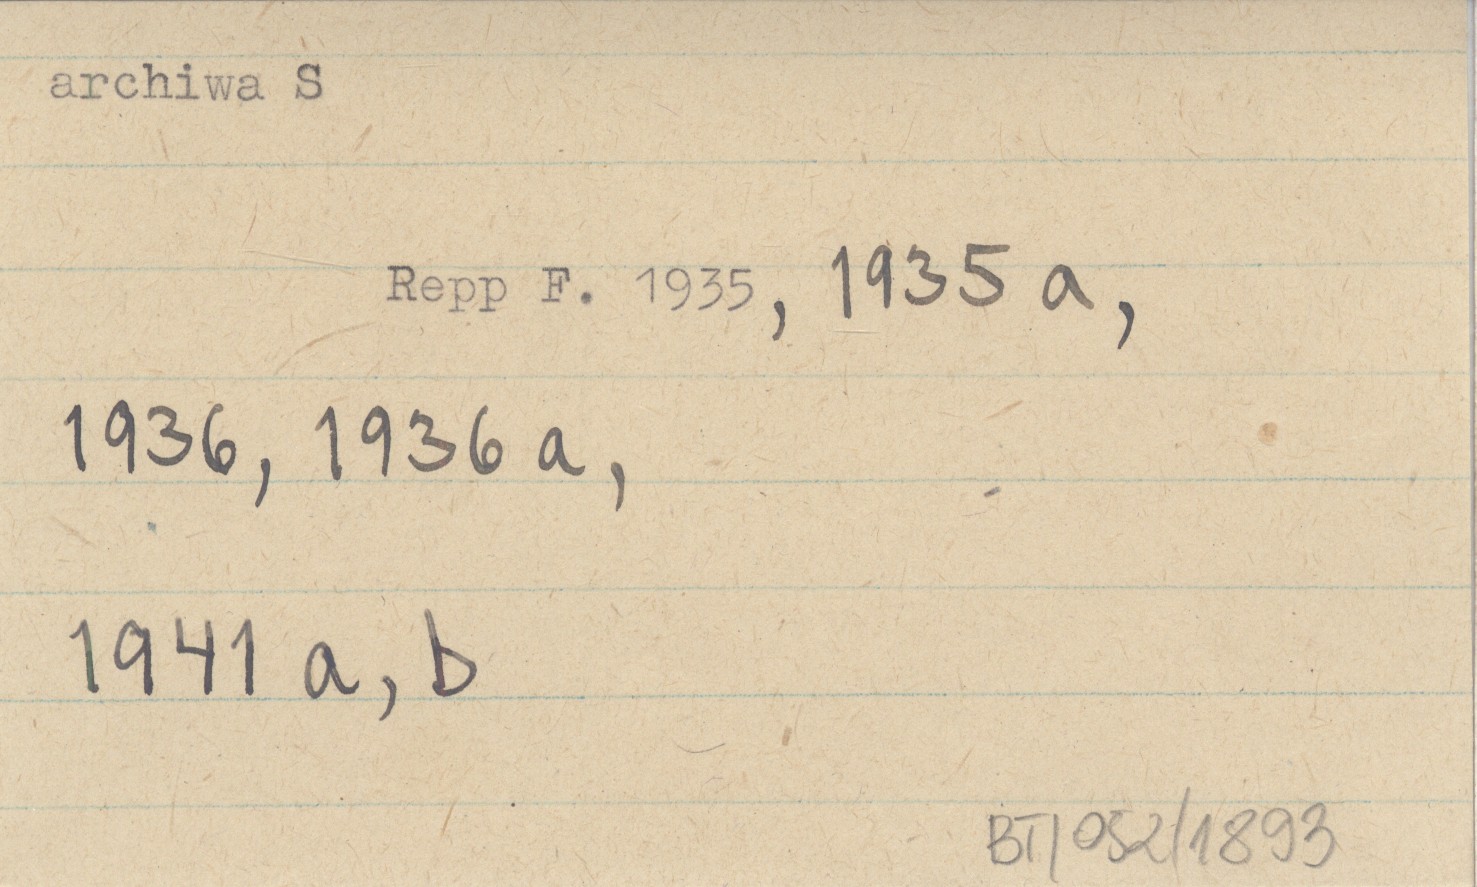 archiwa S
Repp F. 1935, 1935 a,
1936, 1936 a,
1941 a, b
BT/052/1893